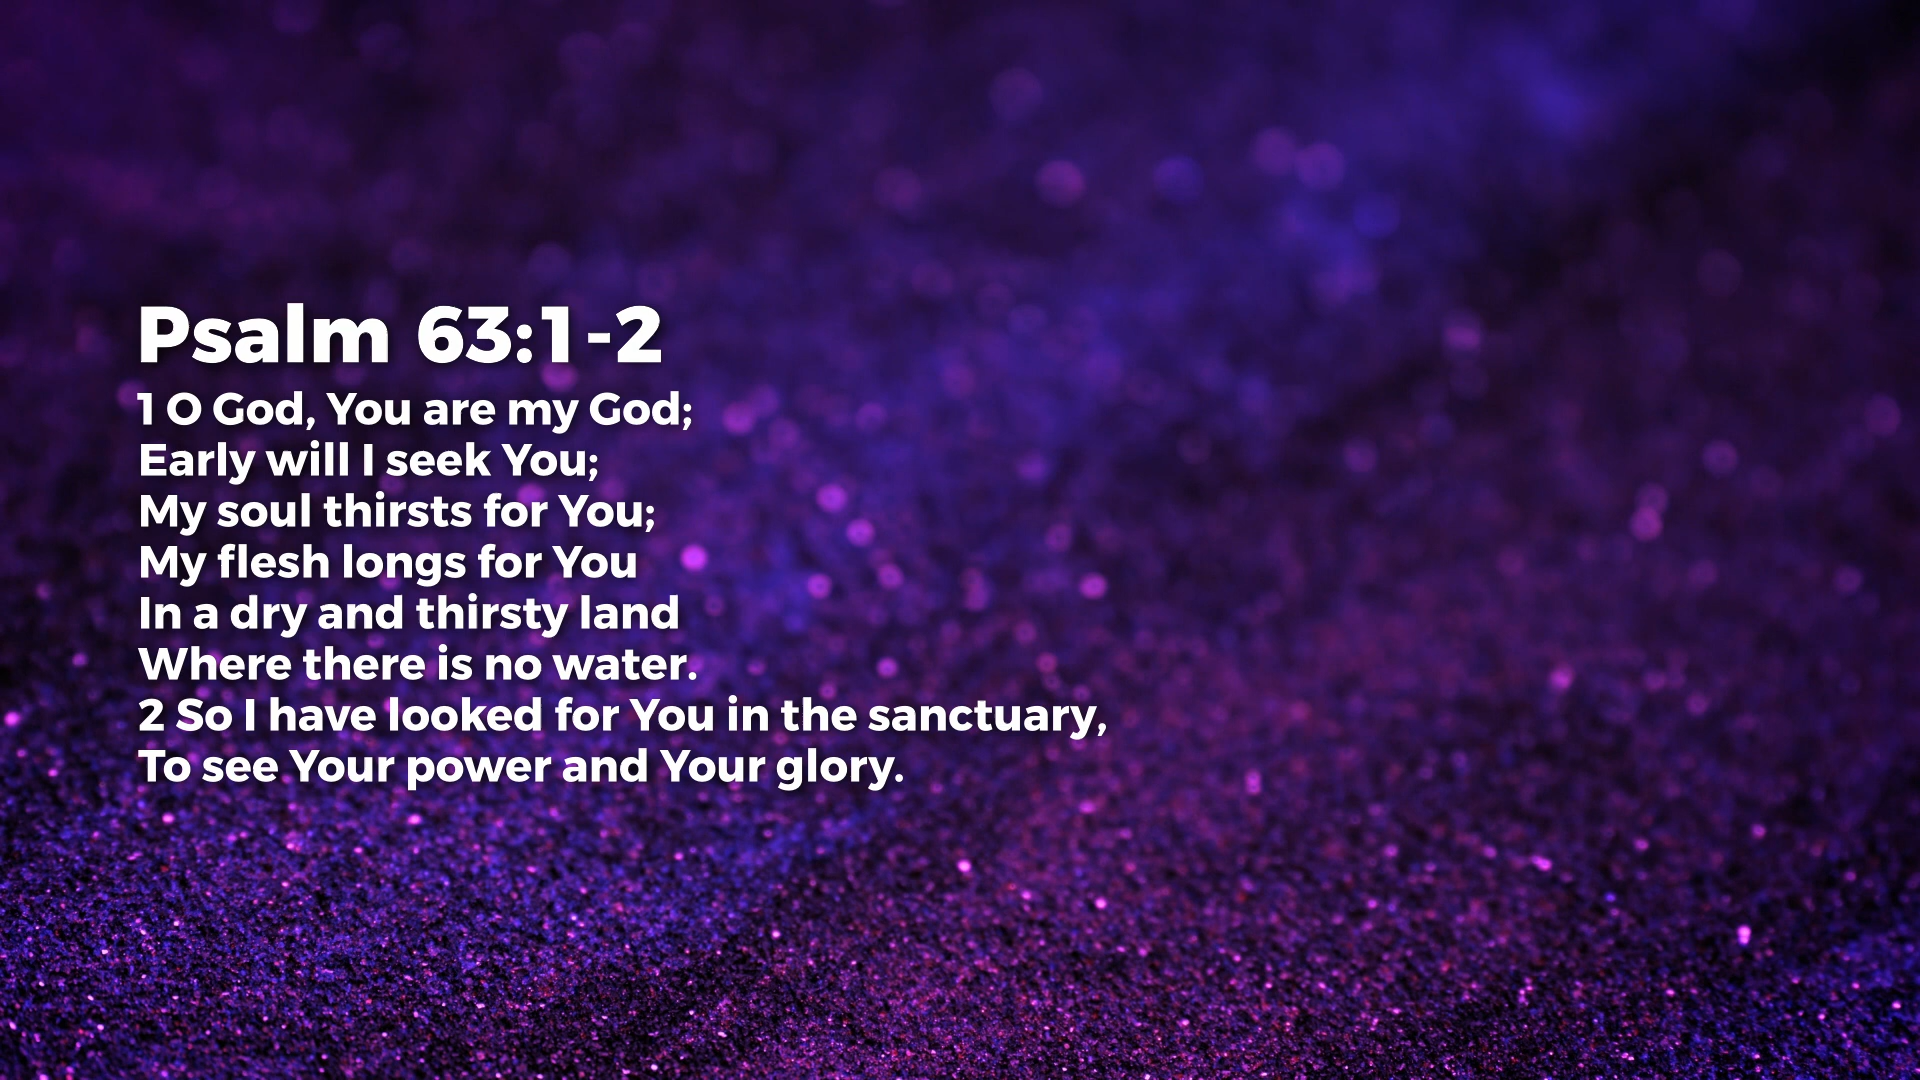 Psalm 63:1-2
1 O God, You are my God;
Early will I seek You;
My soul thirsts for You;
My flesh longs for You
In a dry and thirsty land
Where there is no water.
2 So I have looked for You in the sanctuary,
To see Your power and Your glory.